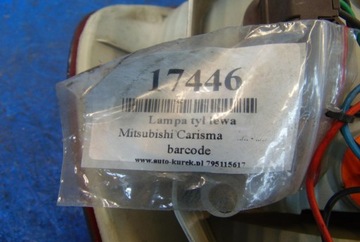 17446
Lampa tył lewa
Mitsubishi Carisma
barcode
www.auto-kurek.pl 795115617